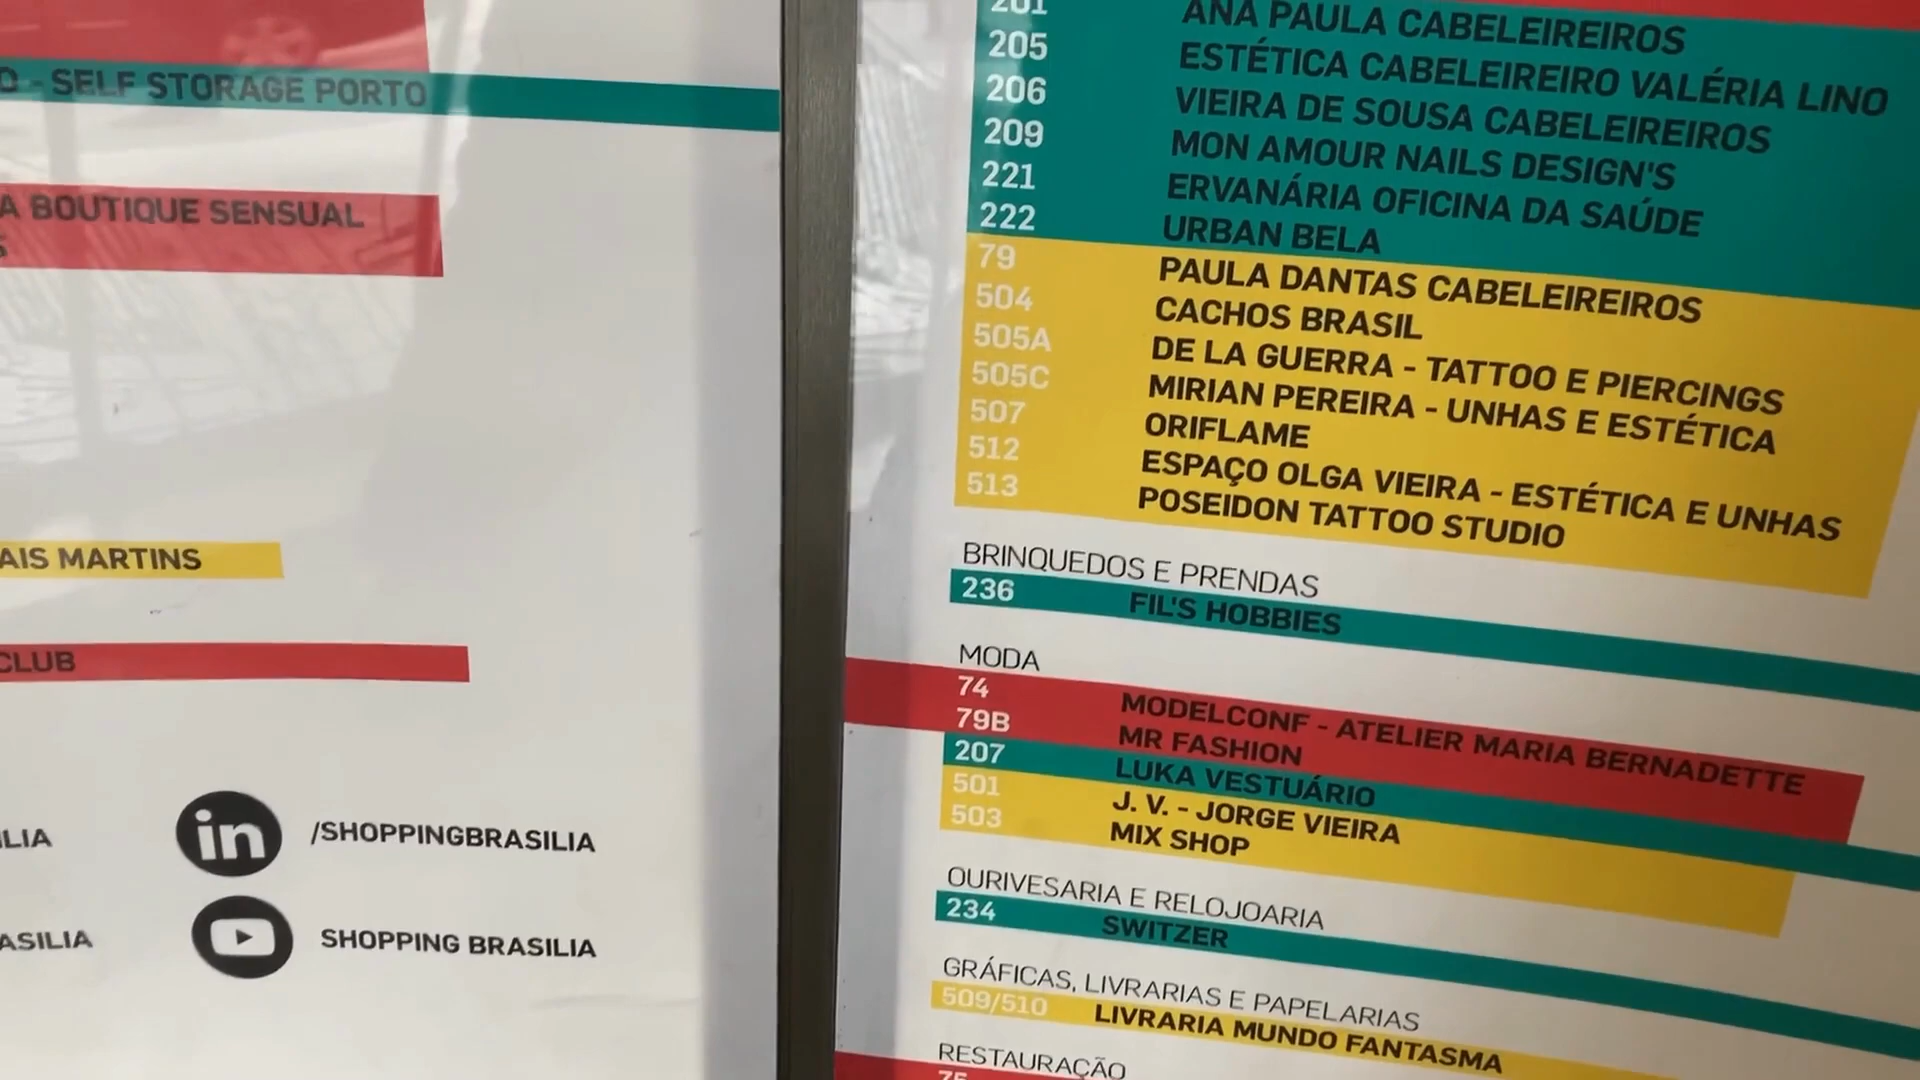 - SELF STORAGE PORTO
A BOUTIQUE SENSUAL
AIS MARTINS
CLUB
LIA
in /SHOPPINGBRASILIA
ASILIA
SHOPPING BRASILIA
201 ANA PAULA CABELEIREIROS
205 ESTÉTICA CABELEIREIRO VALÉRIA LINO
206 VIEIRA DE SOUSA CABELEIREIROS
209 MON AMOUR NAILS DESIGN'S
221 ERVANÁRIA OFICINA DA SAÚDE
222 URBAN BELA
79 PAULA DANTAS CABELEIREIROS
504 CACHOS BRASIL
505A DE LA GUERRA - TATTOO E PIERCINGS
505C MIRIAN PEREIRA - UNHAS E ESTÉTICA
507 ORIFLAME
512 ESPAÇO OLGA VIEIRA - ESTÉTICA E UNHAS
513 POSEIDON TATTOO STUDIO
BRINQUEDOS E PRENDAS
236 FIL'S HOBBIES
MODA
74 MODELCONF - ATELIER MARIA BERNADETTE
79B MR FASHION
207 LUKA VESTUÁRIO
501 J. V. - JORGE VIEIRA
503 MIX SHOP
OURIVESARIA E RELOJOARIA
234 SWITZER
GRÁFICAS, LIVRARIAS E PAPELARIAS
509/510 LIVRARIA MUNDO FANTASMA
RESTAURAÇÃO
75